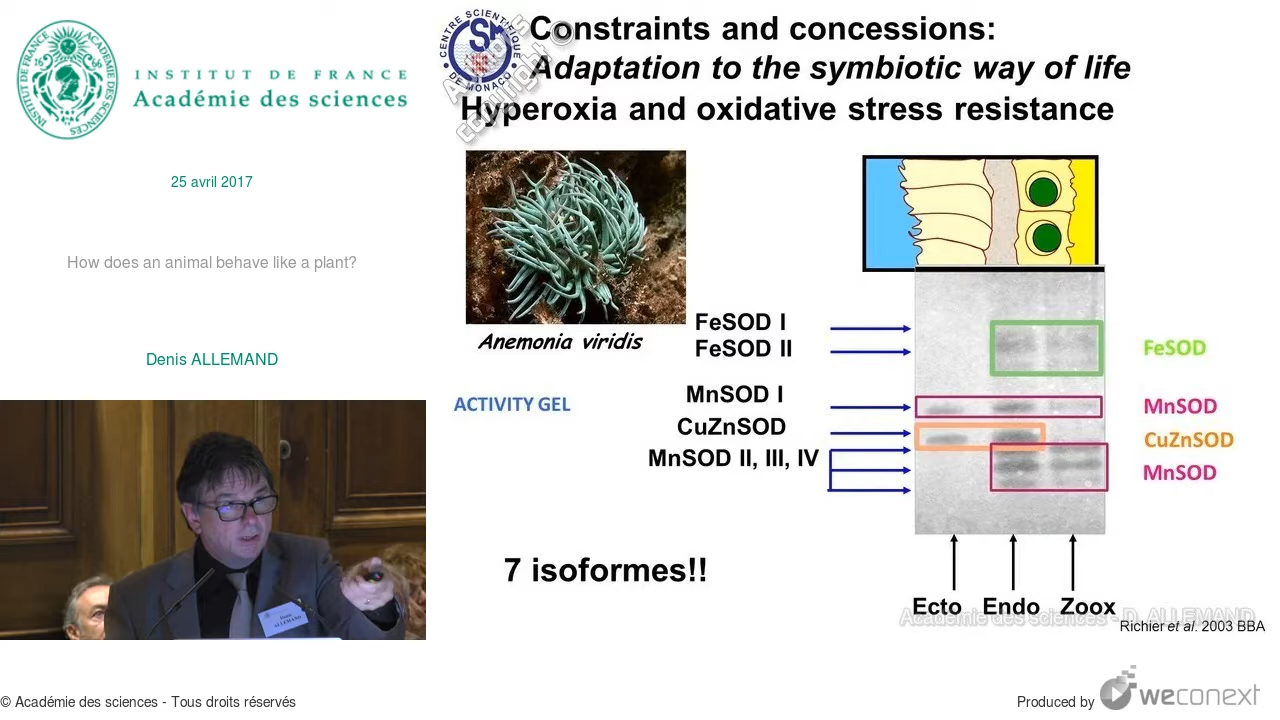 INSTITUT DE FRANCE
Académie des sciences
25 avril 2017
How does an animal behave like a plant?
Denis ALLEMAND
CENTRE SCIENTIFIQUE
DE MONACO
Constraints and concessions:
Adaptation to the symbiotic way of life
Hyperoxia and oxidative stress resistance
Anemonia viridis
ACTIVITY GEL
FeSOD I
FeSOD II
MnSOD I
CuZnSOD
MnSOD II, III, IV
FeSOD
MnSOD
CuZnSOD
MnSOD
7 isoformes!!
Ecto Endo Zoox
Académie des sciences - D. ALLEMAND
Richier et al. 2003 BBA
© Académie des sciences - Tous droits réservés
Produced by weconext